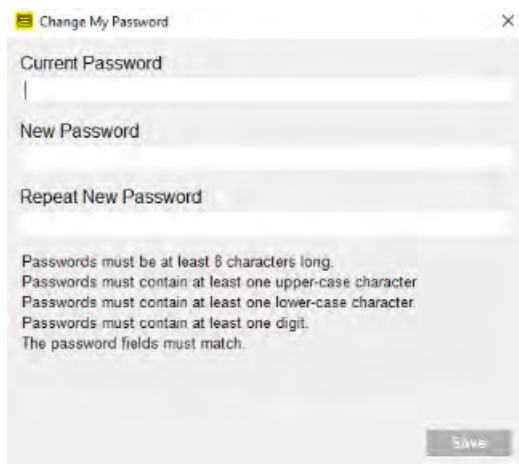 Change My Password
Current Password
New Password
Repeat New Password
Passwords must be at least 8 characters long.
Passwords must contain at least one upper-case character
Passwords must contain at least one lower-case character.
Passwords must contain at least one digit.
The password fields must match.
Save